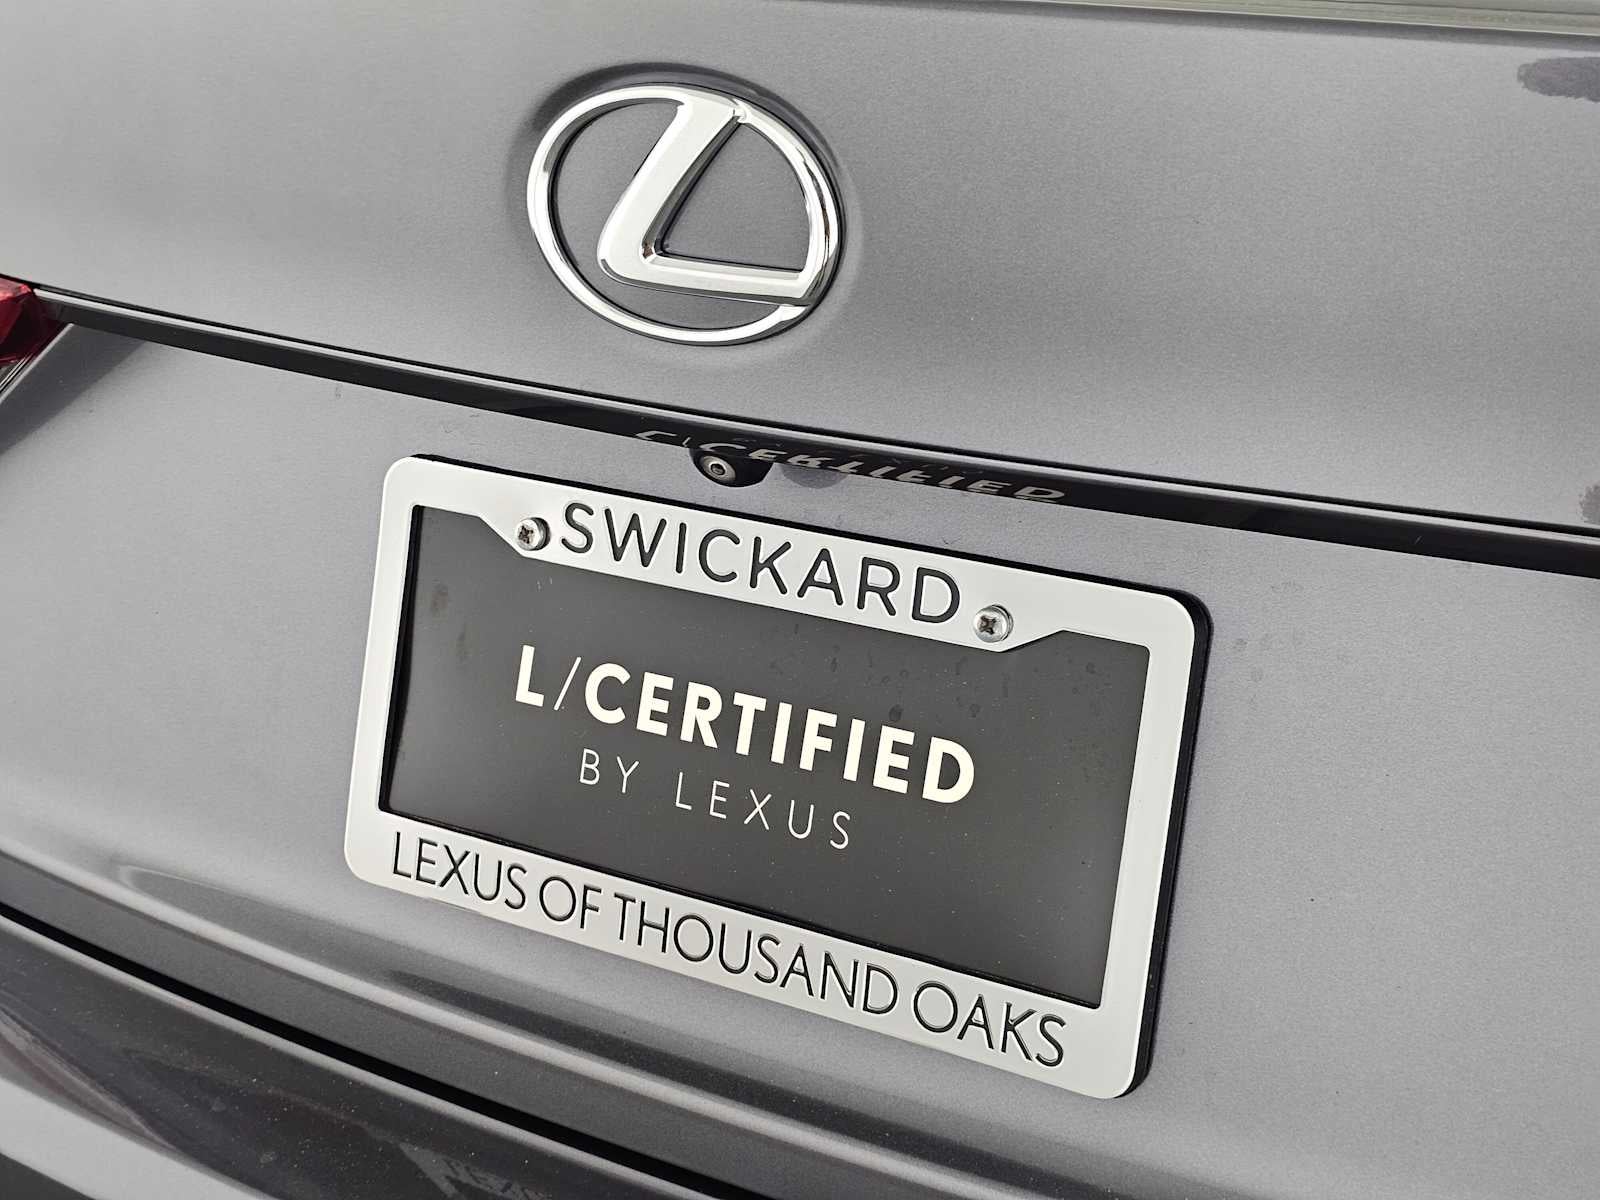 SWICKARD
L/CERTIFIED
BY LEXUS
LEXUS OF THOUSAND OAKS